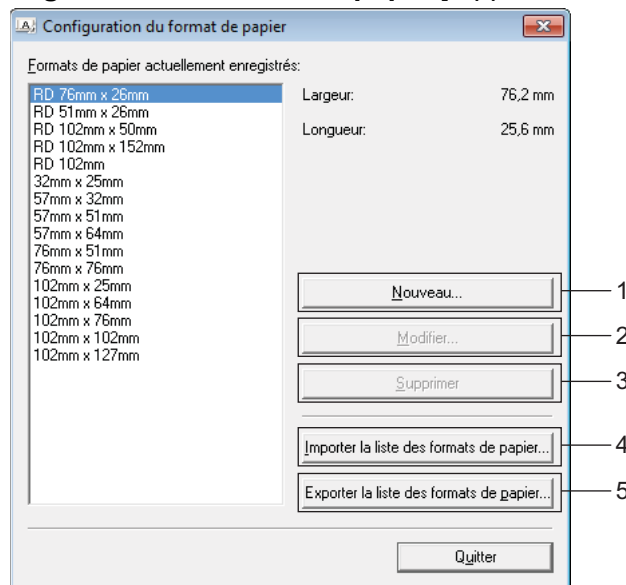 Configuration du format de papier
Formats de papier actuellement enregistrés:
RD 76mm x 26mm
RD 51mm x 26mm
RD 102mm x 50mm
RD 102mm x 152mm
RD 102mm
32mm x 25mm
57mm x 32mm
57mm x 51mm
57mm x 64mm
76mm x 51mm
76mm x 76mm
102mm x 25mm
102mm x 64mm
102mm x 76mm
102mm x 102mm
102mm x 127mm
Largeur: 76,2 mm
Longueur: 25,6 mm
Nouveau... 1
Modifier... 2
Supprimer 3
Importer la liste des formats de papier... 4
Exporter la liste des formats de papier... 5
Quitter